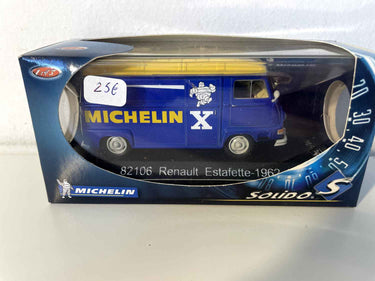 25€
MICHELIN X
82106 Renault Estafette-1962
MICHELIN
SOLIDO
20 30 40 50